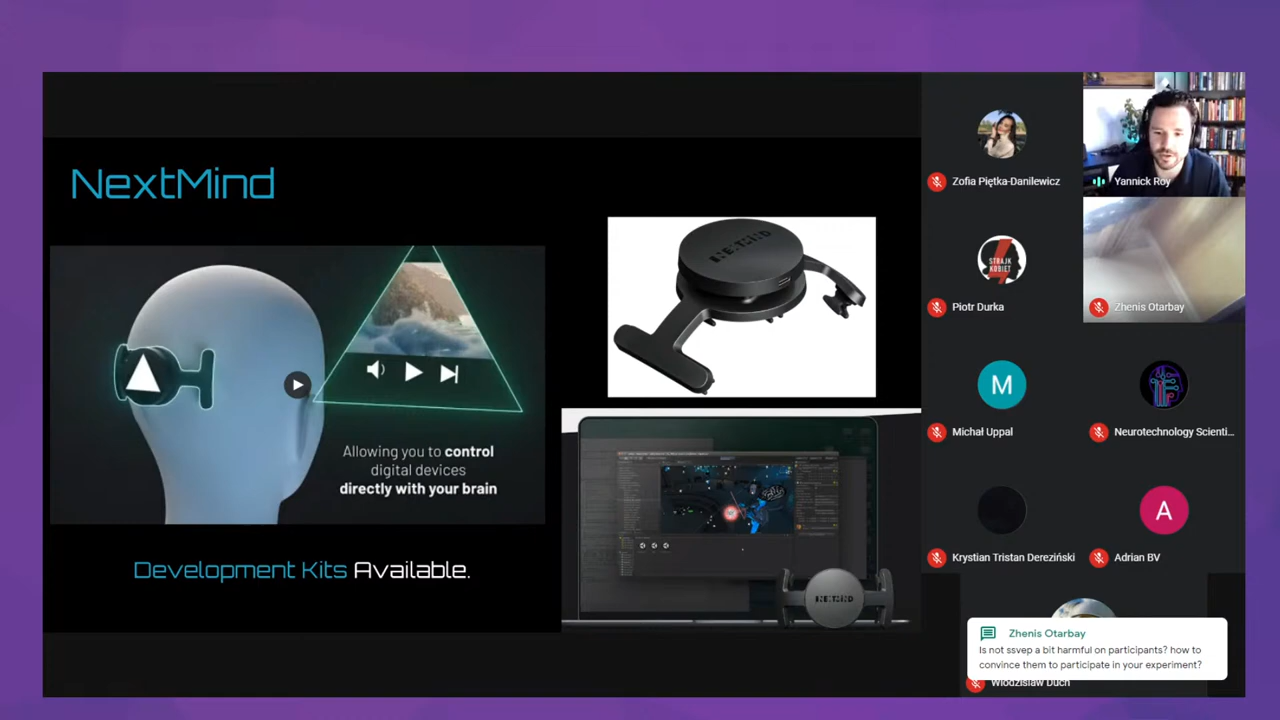 NextMind
Allowing you to control
digital devices
directly with your brain
Development Kits Available.
NEXTMIND
NEXTMIND
Zofia Piętka-Danilewicz
Yannick Roy
STRAJK
KOBIET
Piotr Durka
Zhenis Otarbay
M
Michał Uppal
Neurotechnology Scienti...
A
Krystian Tristan Dereziński
Adrian BV
Zhenis Otarbay
Is not ssvep a bit harmful on participants? how to
convince them to participate in your experiment?
Włodzisław Duch